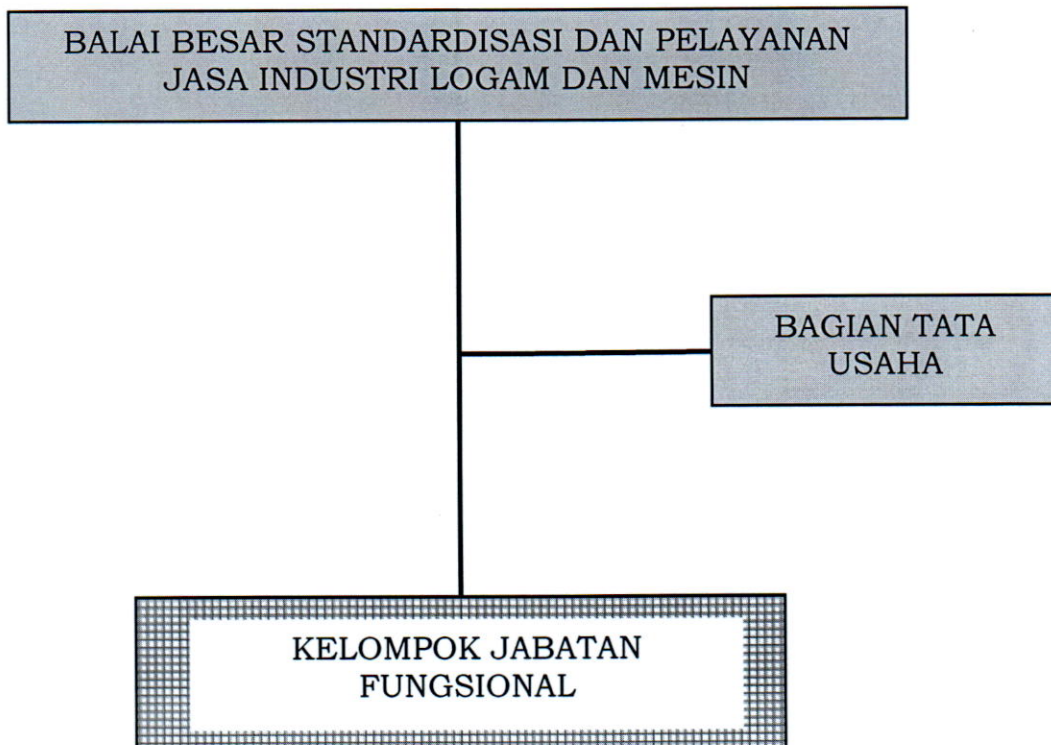 BALAI BESAR STANDARDISASI DAN PELAYANAN
JASA INDUSTRI LOGAM DAN MESIN
BAGIAN TATA
USAHA
KELOMPOK JABATAN
FUNGSIONAL